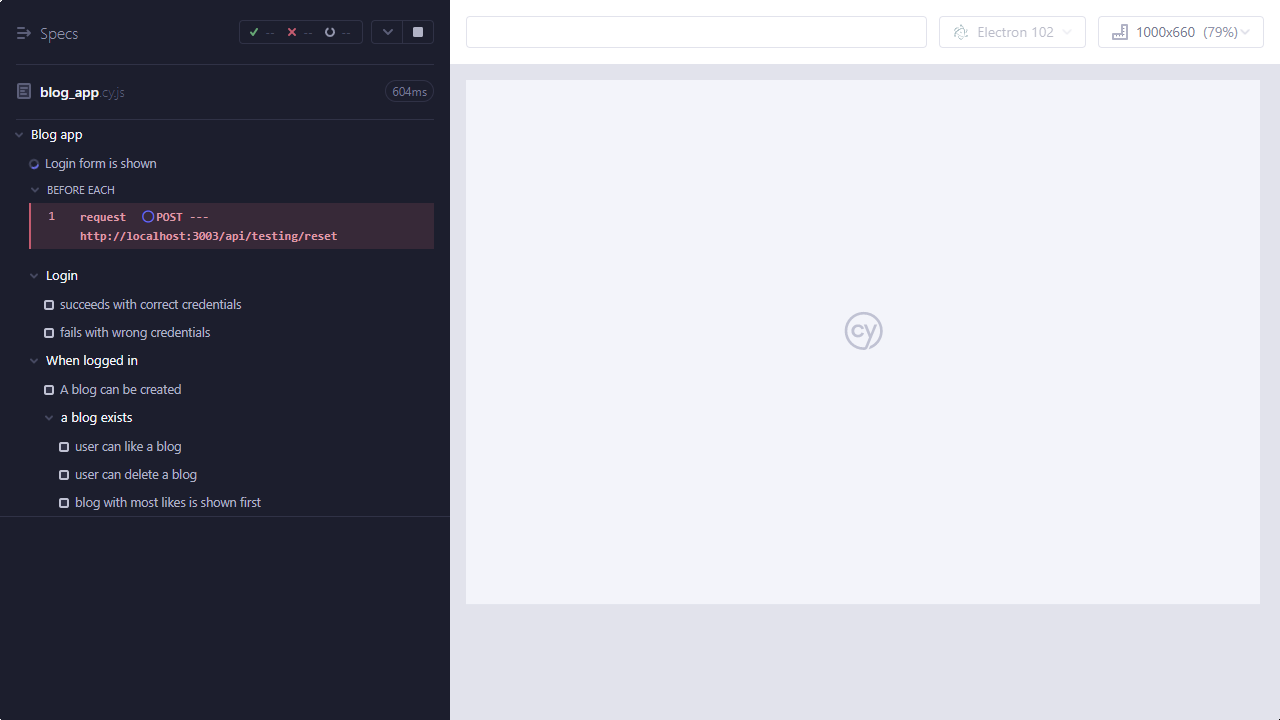 Specs
-- -- --
Electron 102
1000x660 (79%)
blog_app.cy.js
604ms
Blog app
Login form is shown
BEFORE EACH
1 request POST ---
http://localhost:3003/api/testing/reset
Login
succeeds with correct credentials
fails with wrong credentials
When logged in
A blog can be created
a blog exists
user can like a blog
user can delete a blog
blog with most likes is shown first
cy